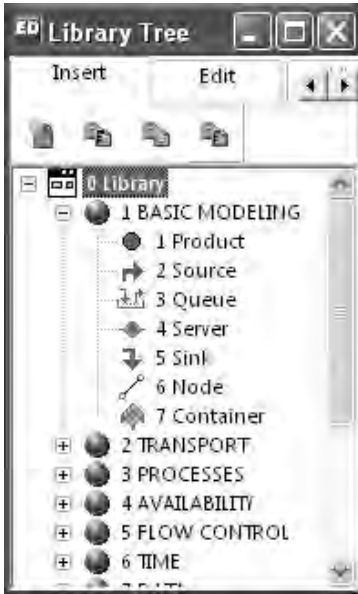 ED Library Tree
Insert Edit
0 Library
1 BASIC MODELING
1 Product
2 Source
3 Queue
4 Server
5 Sink
6 Node
7 Container
2 TRANSPORT
3 PROCESSES
4 AVAILABILITY
5 FLOW CONTROL
6 TIME